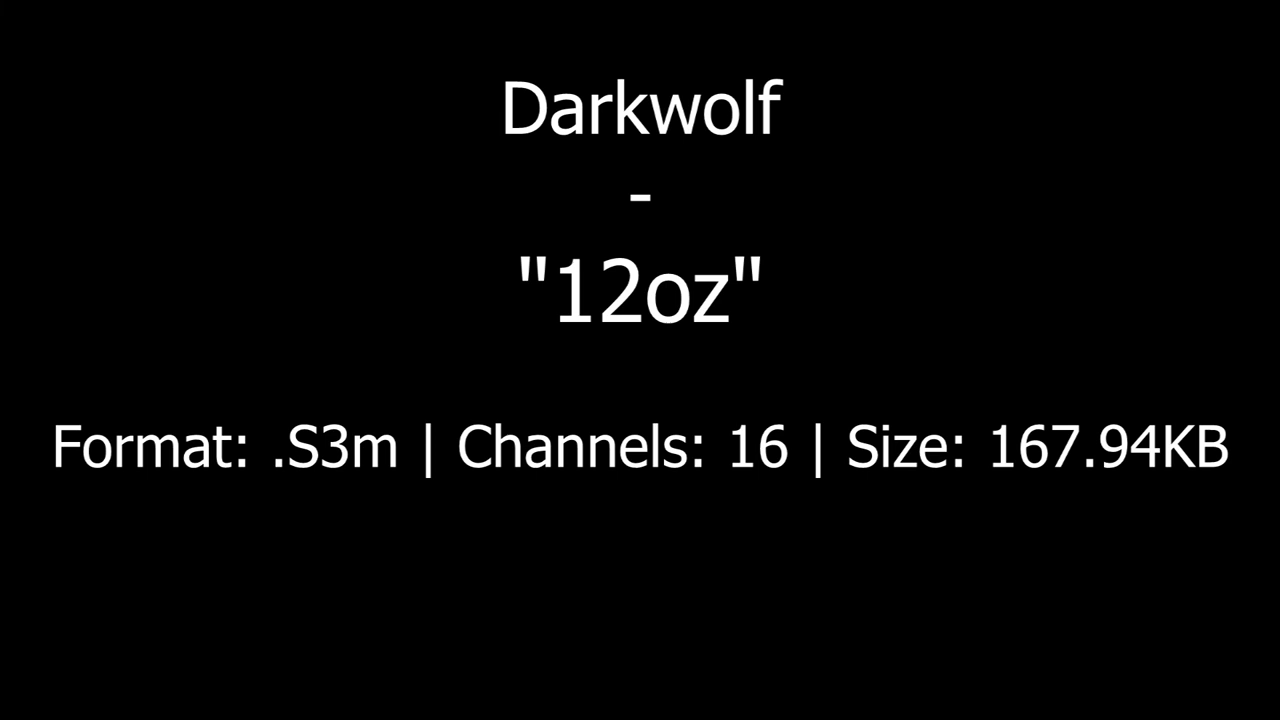 Darkwolf
-
"12oz"
Format: .S3m | Channels: 16 | Size: 167.94KB